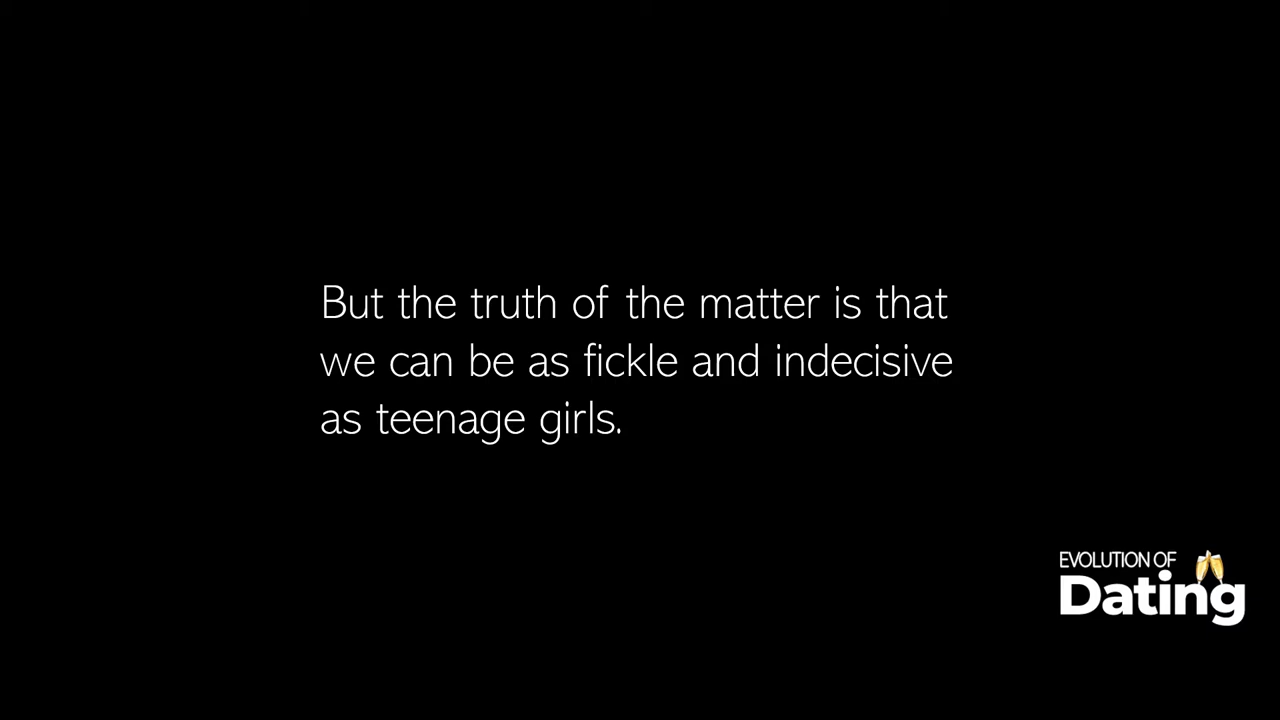 But the truth of the matter is that
we can be as fickle and indecisive
as teenage girls.
EVOLUTION OF
Dating